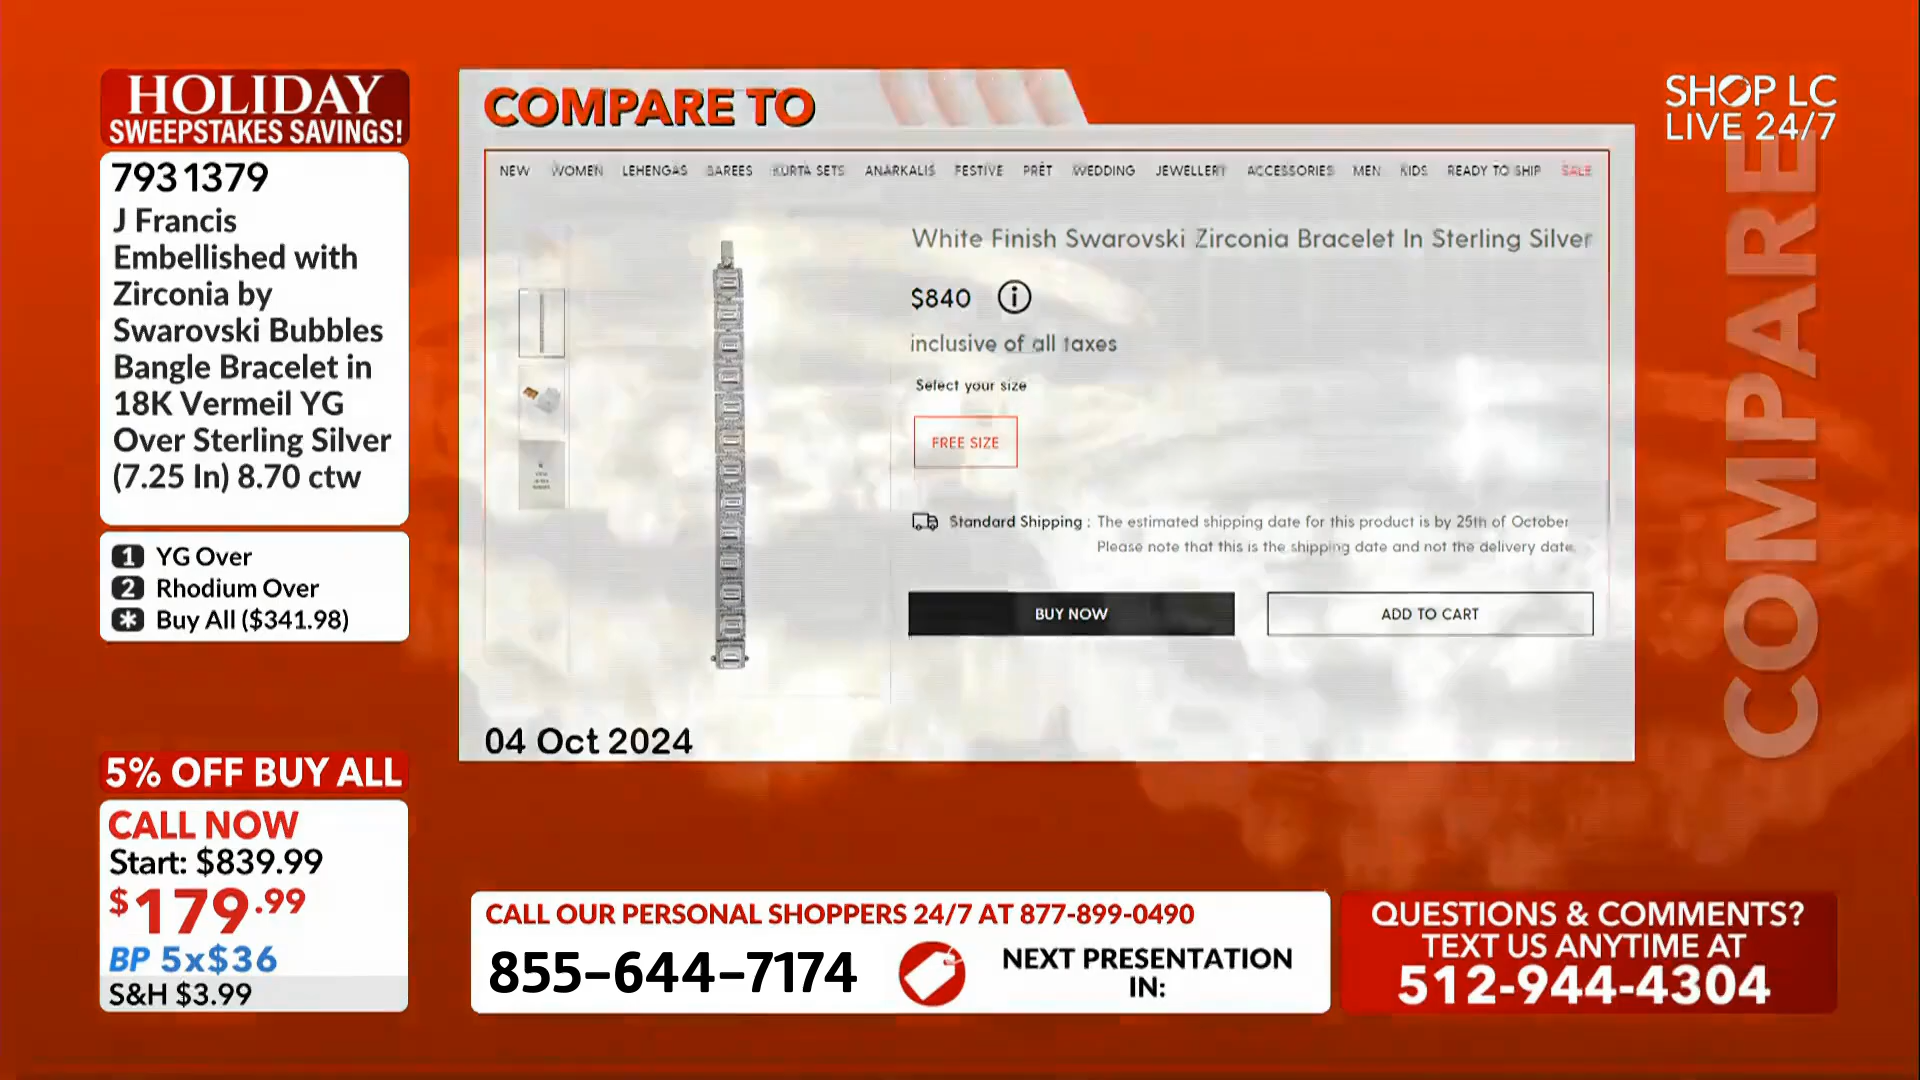 HOLIDAY
SWEEPSTAKES SAVINGS!
7931379
J Francis
Embellished with
Zirconia by
Swarovski Bubbles
Bangle Bracelet in
18K Vermeil YG
Over Sterling Silver
(7.25 In) 8.70 ctw
1 YG Over
2 Rhodium Over
* Buy All ($341.98)
5% OFF BUY ALL
CALL NOW
Start: $839.99
$179.99
BP 5x$36
S&H $3.99
COMPARE TO
NEW WOMEN LEHENGAS SAREES KURTA SETS ANARKALIS FESTIVE PRÊT WEDDING JEWELLERY ACCESSORIES MEN KIDS READY TO SHIP SALE
White Finish Swarovski Zirconia Bracelet In Sterling Silver
$840
inclusive of all taxes
Select your size
FREE SIZE
Standard Shipping : The estimated shipping date for this product is by 25th of October
Please note that this is the shipping date and not the delivery date.
BUY NOW
ADD TO CART
04 Oct 2024
SHOP LC
LIVE 24/7
COMPARE
CALL OUR PERSONAL SHOPPERS 24/7 AT 877-899-0490
855-644-7174
NEXT PRESENTATION
IN:
QUESTIONS & COMMENTS?
TEXT US ANYTIME AT
512-944-4304